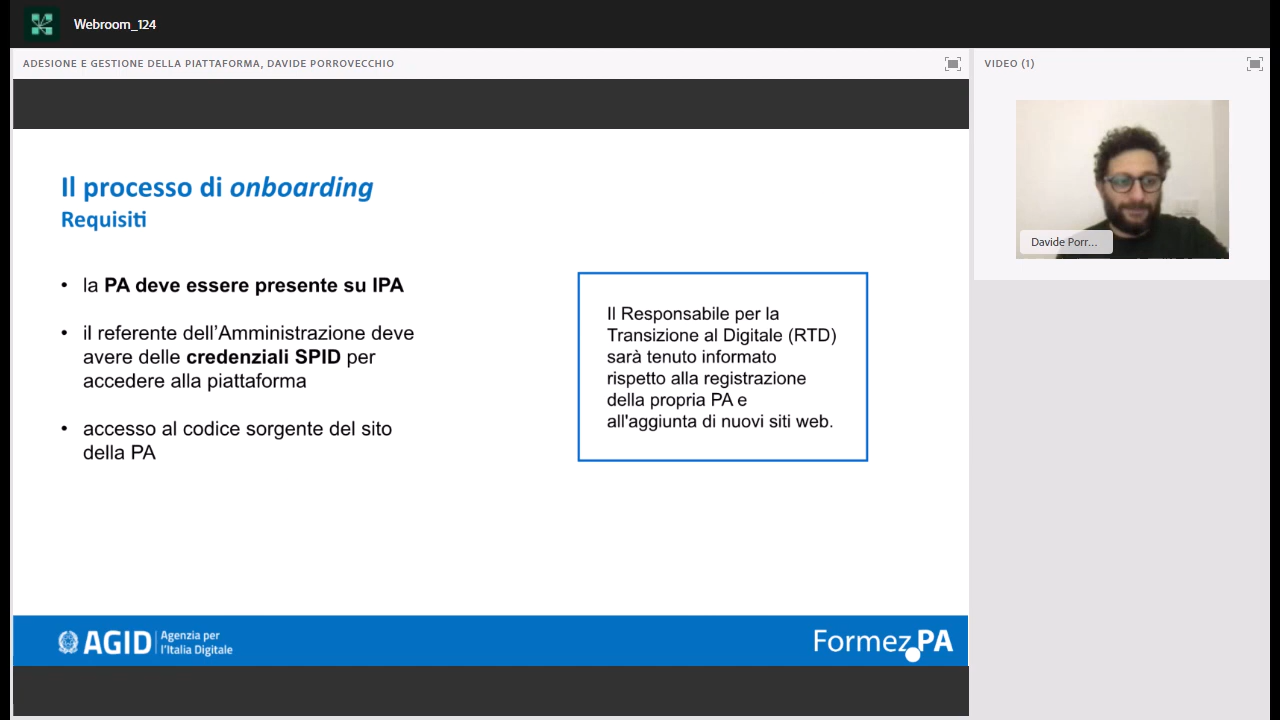 Webroom_124
ADESIONE E GESTIONE DELLA PIATTAFORMA, DAVIDE PORROVECCHIO
VIDEO (1)
Davide Porr...
Il processo di onboarding
Requisiti
• la PA deve essere presente su IPA
• il referente dell'Amministrazione deve
avere delle credenziali SPID per
accedere alla piattaforma
• accesso al codice sorgente del sito
della PA
Il Responsabile per la
Transizione al Digitale (RTD)
sarà tenuto informato
rispetto alla registrazione
della propria PA e
all'aggiunta di nuovi siti web.
AGID Agenzia per
l'Italia Digitale
Formez PA